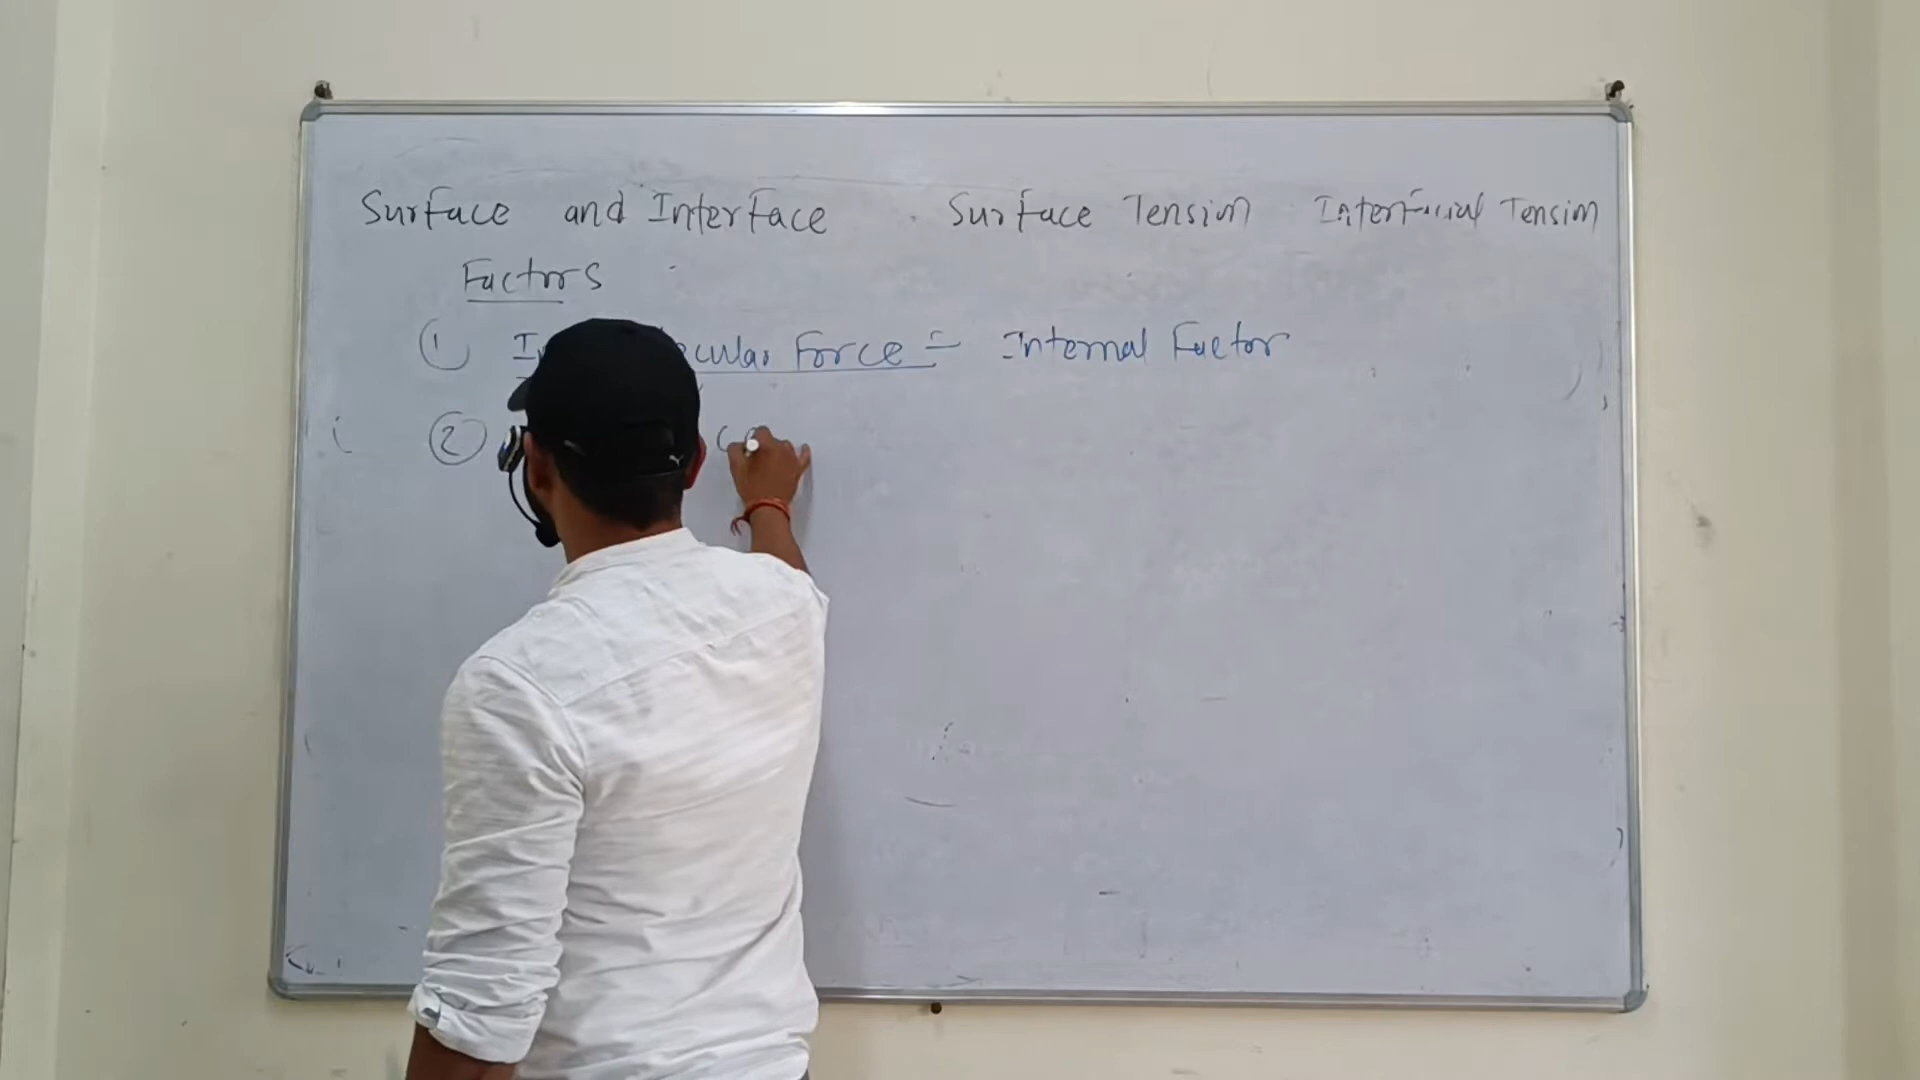 Surface and Interface . Surface Tension Interfacial Tension
Factors
① cular Force = Internal Factor
②